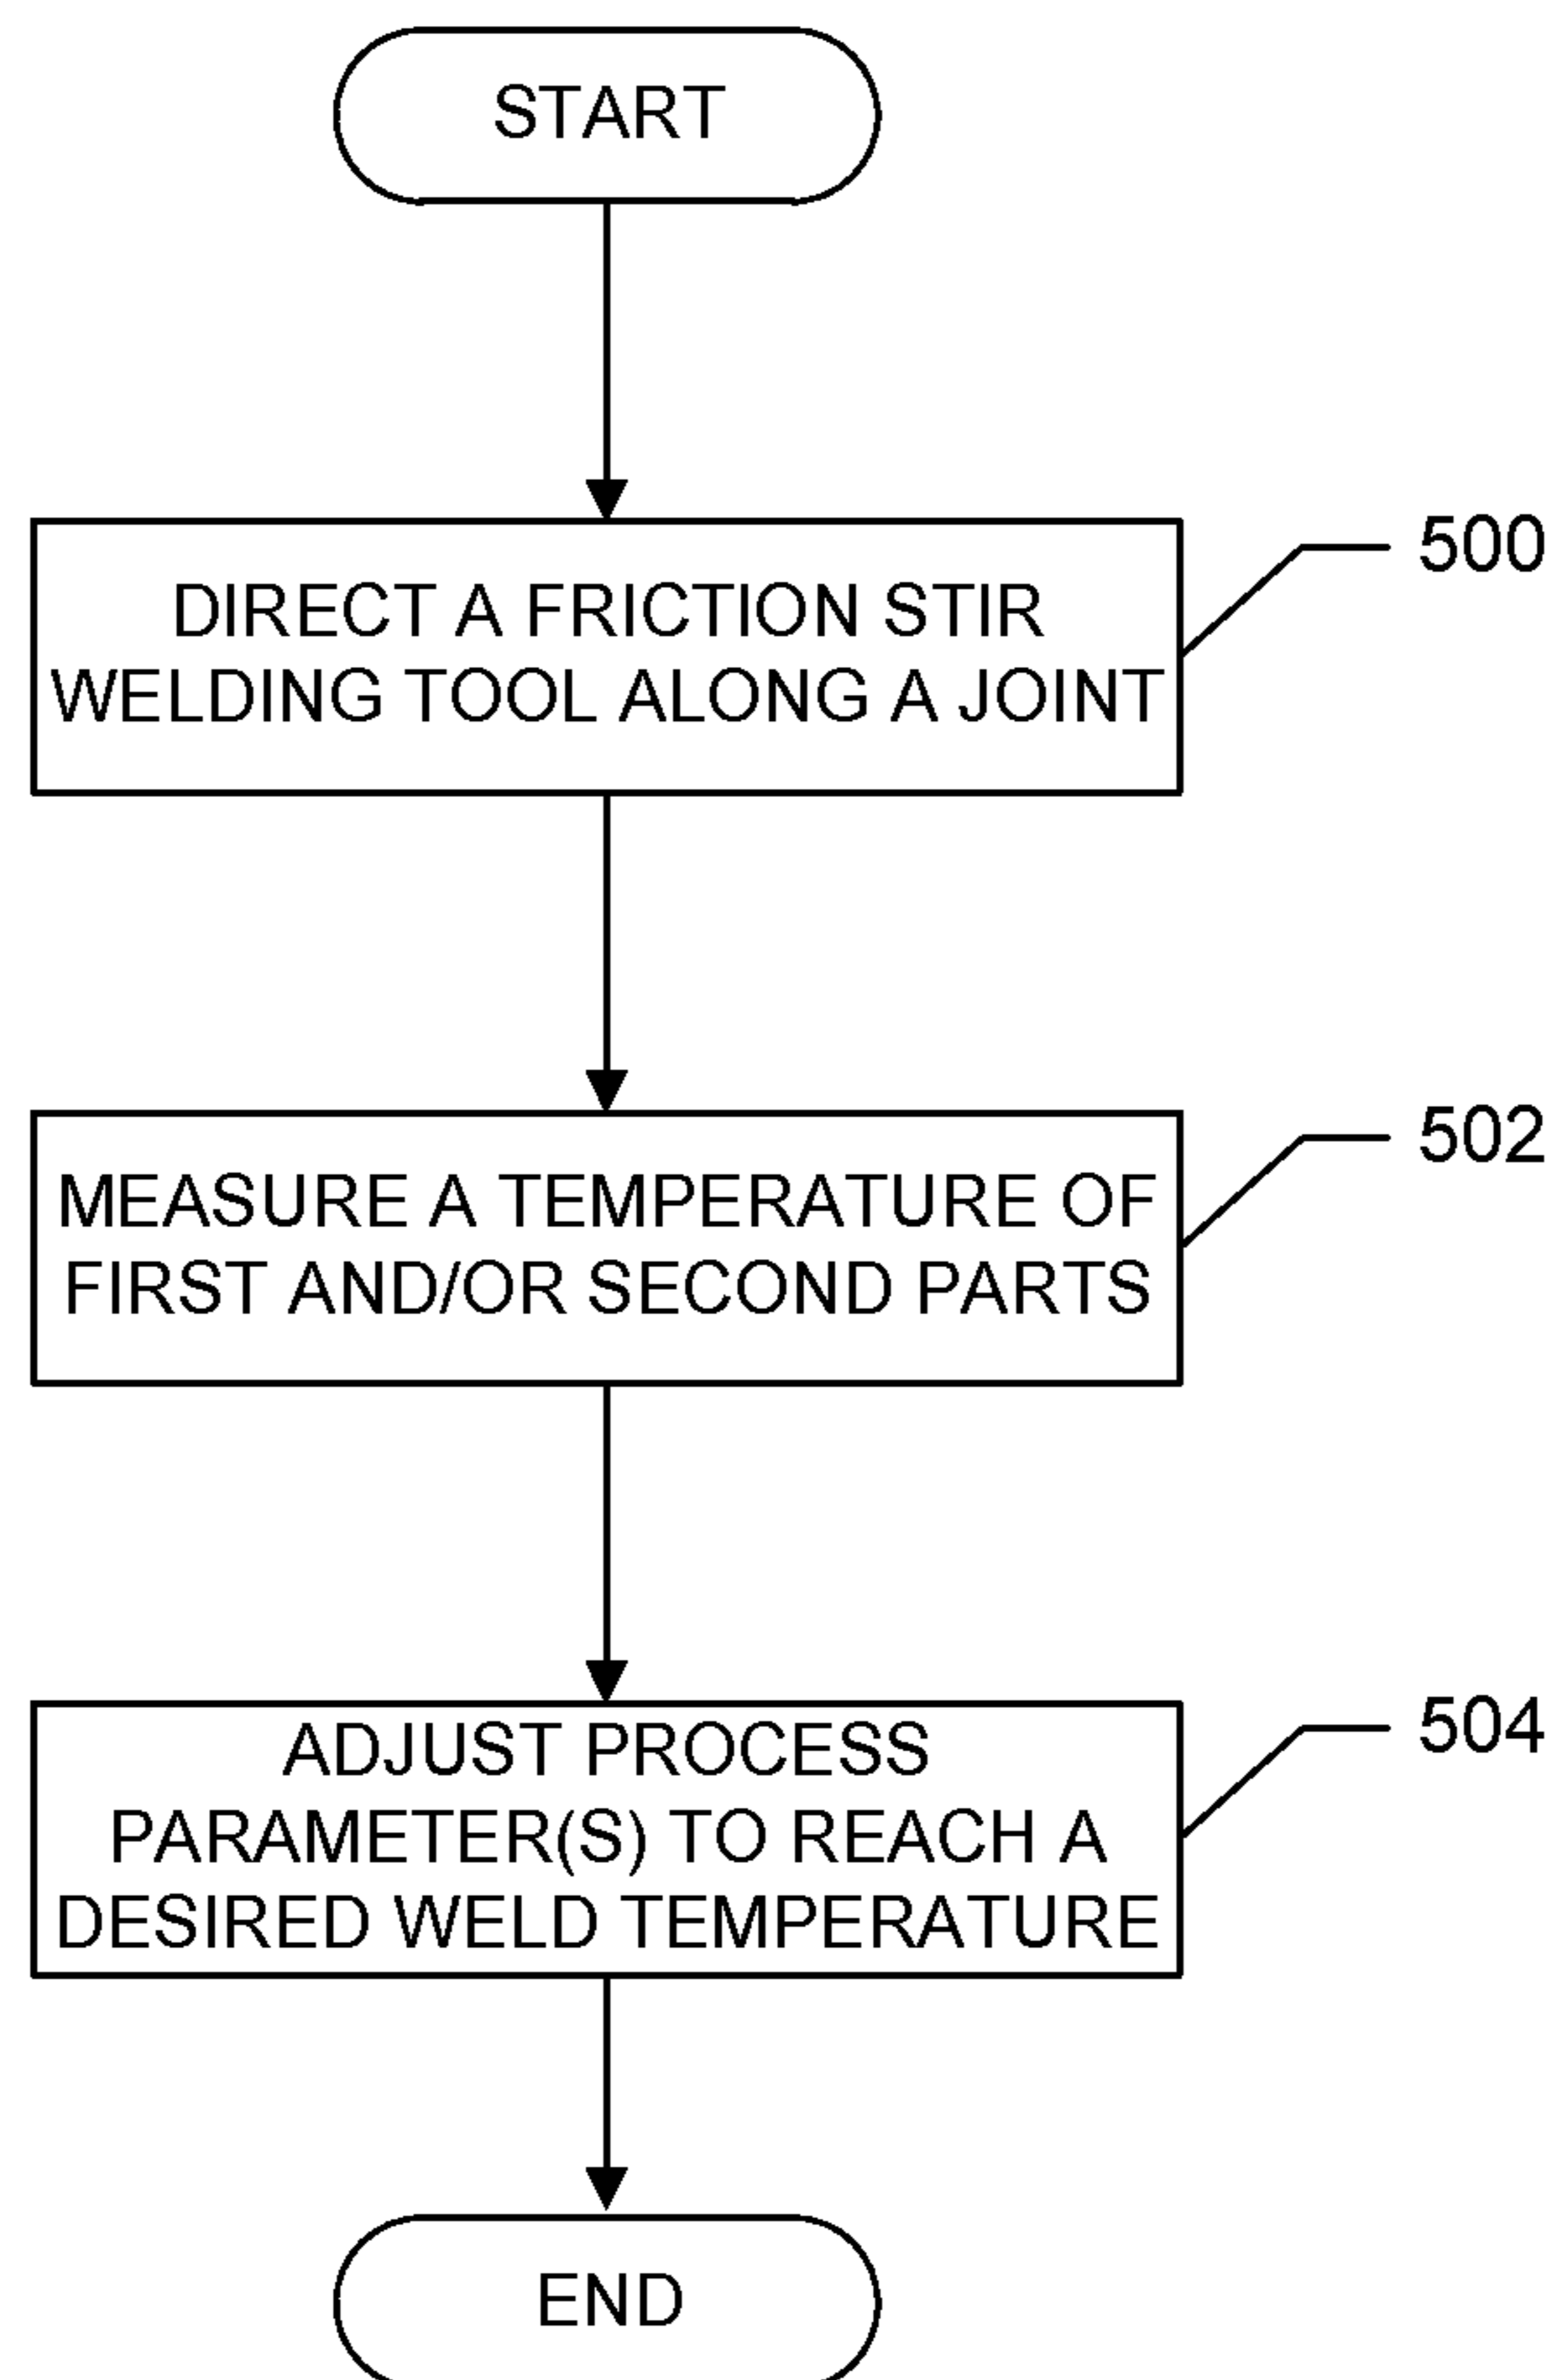 START
DIRECT A FRICTION STIR
WELDING TOOL ALONG A JOINT
500
MEASURE A TEMPERATURE OF
FIRST AND/OR SECOND PARTS
502
ADJUST PROCESS
PARAMETER(S) TO REACH A
DESIRED WELD TEMPERATURE
504
END